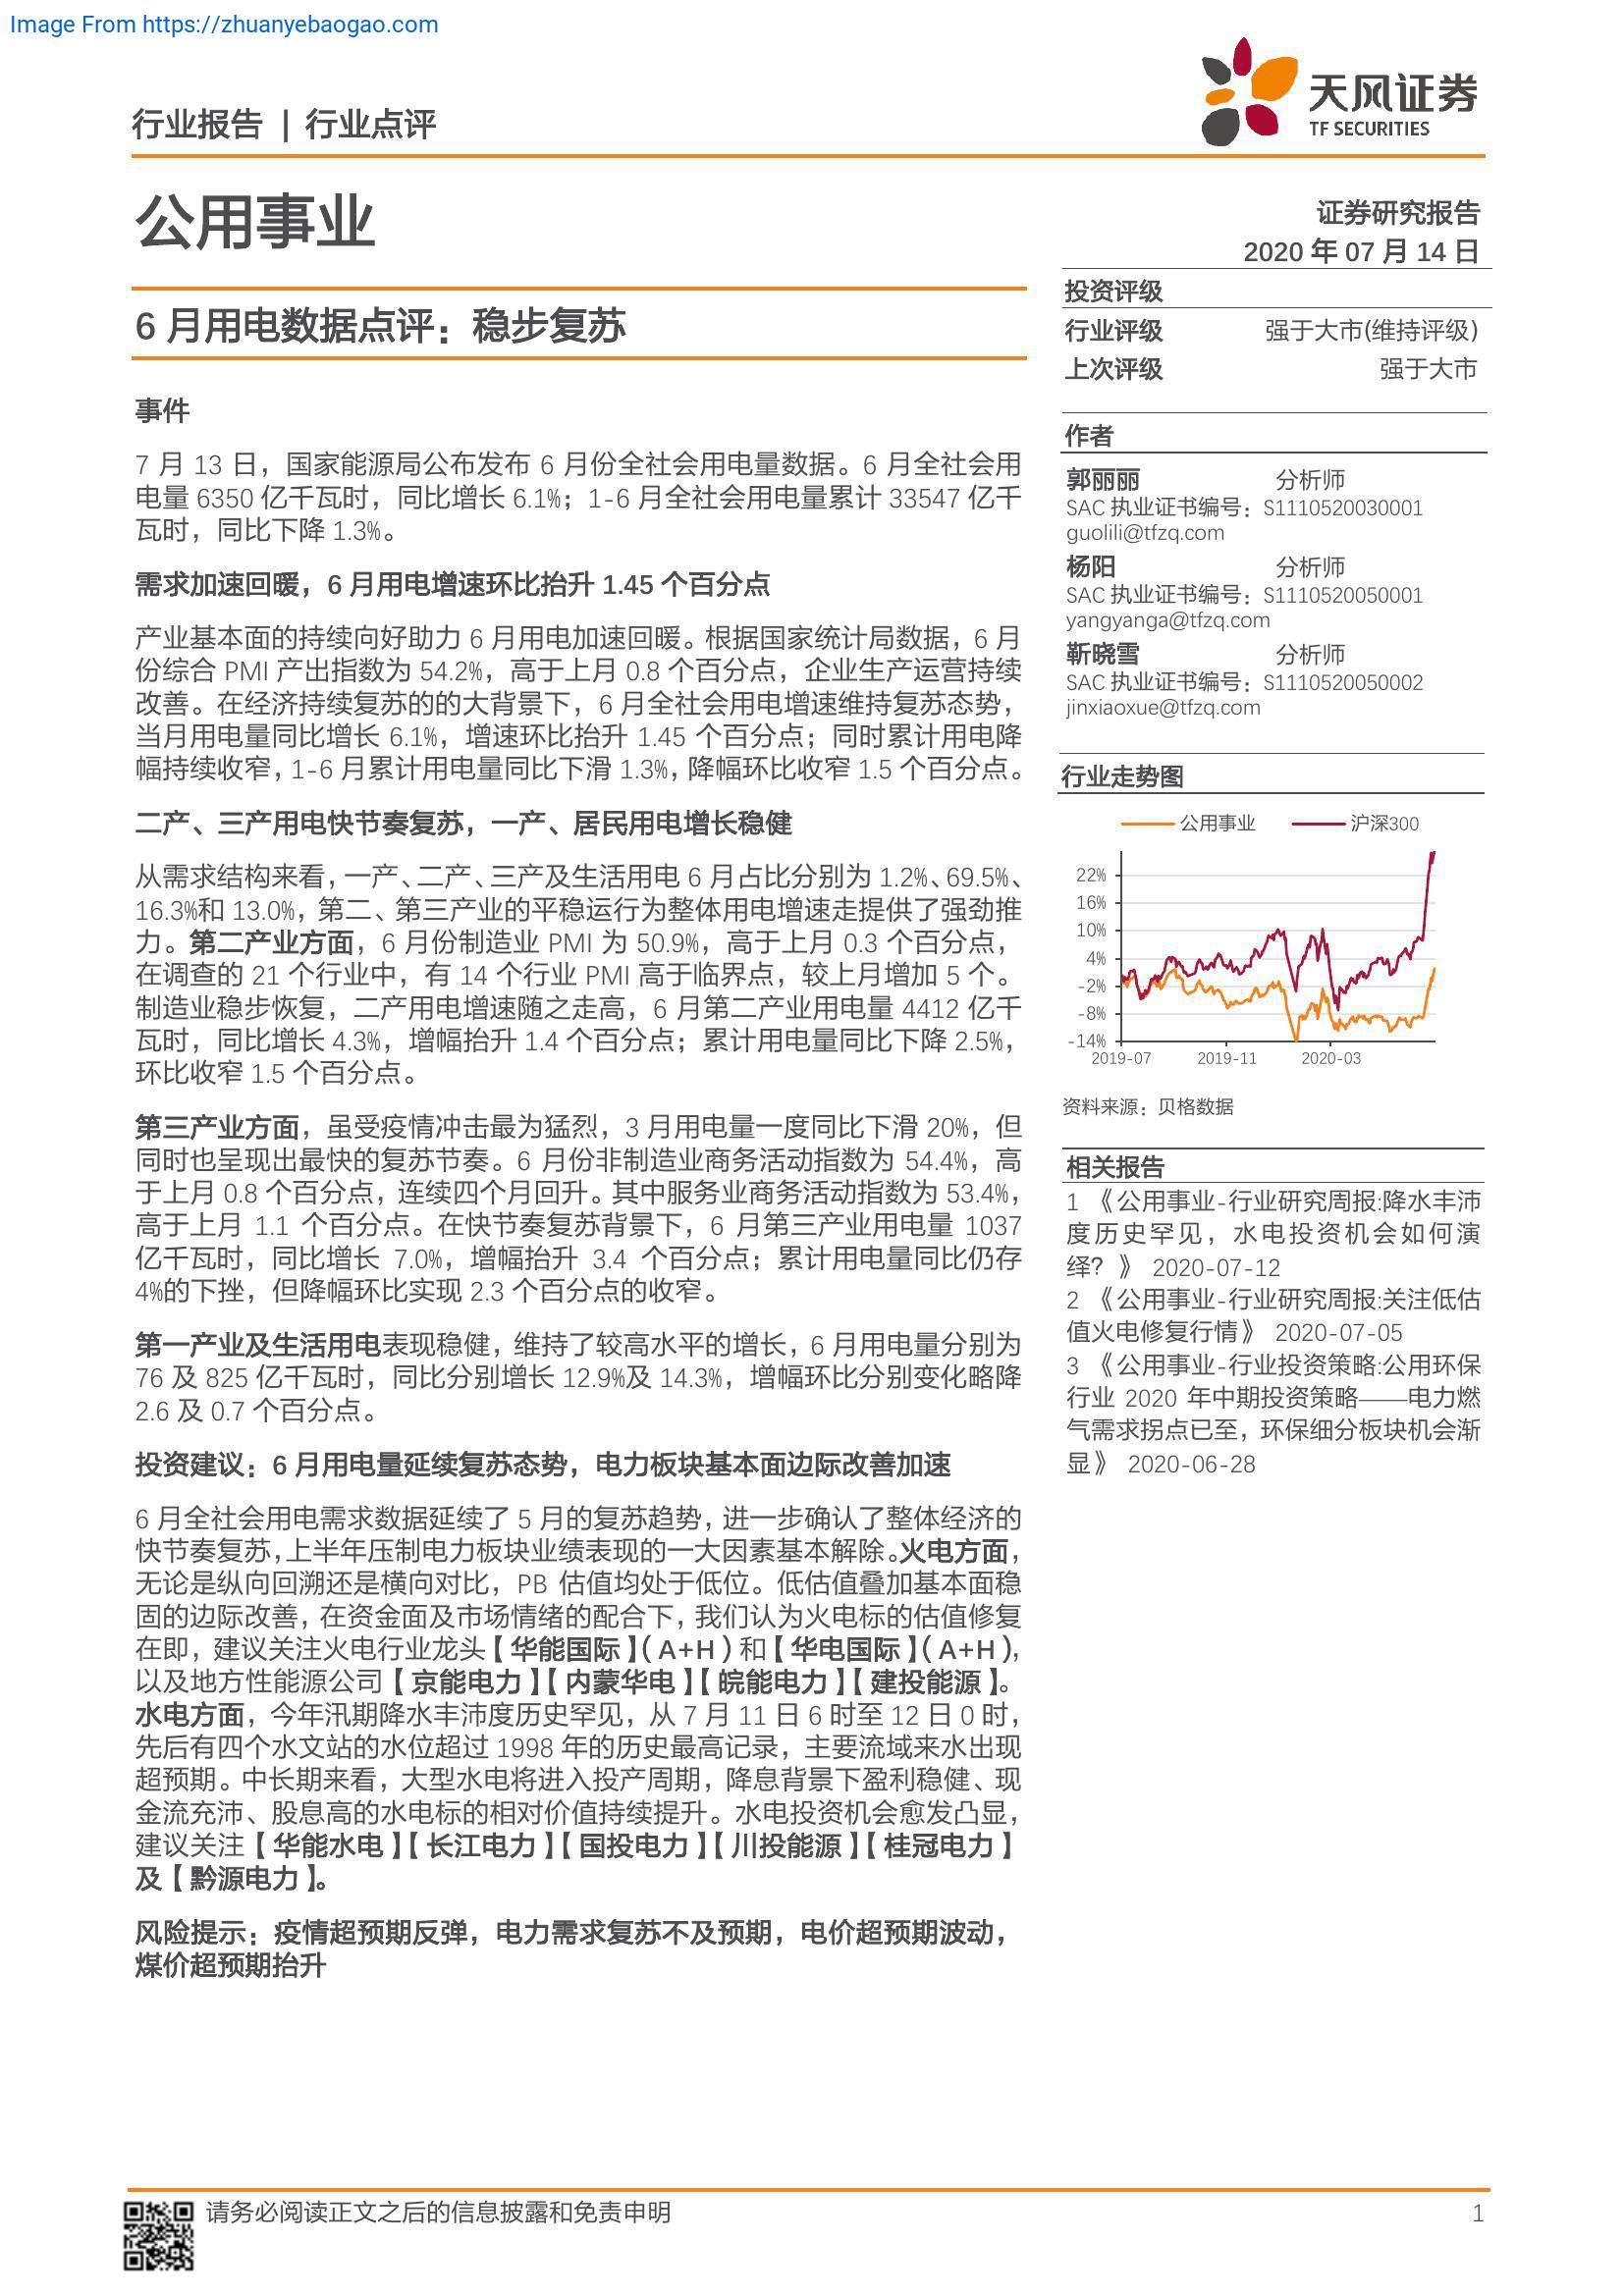 Image From https://zhuanyebaogao.com
行业报告 | 行业点评
天风证券
TF SECURITIES
公用事业
证券研究报告
2020 年 07 月 14 日
6 月用电数据点评：稳步复苏
事件
7 月 13 日，国家能源局公布发布 6 月份全社会用电量数据。6 月全社会用
电量 6350 亿千瓦时，同比增长 6.1%；1-6 月全社会用电量累计 33547 亿千
瓦时，同比下降 1.3%。
需求加速回暖，6 月用电增速环比抬升 1.45 个百分点
产业基本面的持续向好助力 6 月用电加速回暖。根据国家统计局数据，6 月
份综合 PMI 产出指数为 54.2%，高于上月 0.8 个百分点，企业生产运营持续
改善。在经济持续复苏的的大背景下，6 月全社会用电增速维持复苏态势，
当月用电量同比增长 6.1%，增速环比抬升 1.45 个百分点；同时累计用电降
幅持续收窄，1-6 月累计用电量同比下滑 1.3%，降幅环比收窄 1.5 个百分点。
二产、三产用电快节奏复苏，一产、居民用电增长稳健
从需求结构来看，一产、二产、三产及生活用电 6 月占比分别为 1.2%、69.5%、
16.3%和 13.0%，第二、第三产业的平稳运行为整体用电增速走提供了强劲推
力。第二产业方面，6 月份制造业 PMI 为 50.9%，高于上月 0.3 个百分点，
在调查的 21 个行业中，有 14 个行业 PMI 高于临界点，较上月增加 5 个。
制造业稳步恢复，二产用电增速随之走高，6 月第二产业用电量 4412 亿千
瓦时，同比增长 4.3%，增幅抬升 1.4 个百分点；累计用电量同比下降 2.5%，
环比收窄 1.5 个百分点。
第三产业方面，虽受疫情冲击最为猛烈，3 月用电量一度同比下滑 20%，但
同时也呈现出最快的复苏节奏。6 月份非制造业商务活动指数为 54.4%，高
于上月 0.8 个百分点，连续四个月回升。其中服务业商务活动指数为 53.4%，
高于上月 1.1 个百分点。在快节奏复苏背景下，6 月第三产业用电量 1037
亿千瓦时，同比增长 7.0%，增幅抬升 3.4 个百分点；累计用电量同比仍存
4%的下挫，但降幅环比实现 2.3 个百分点的收窄。
第一产业及生活用电表现稳健，维持了较高水平的增长，6 月用电量分别为
76 及 825 亿千瓦时，同比分别增长 12.9%及 14.3%，增幅环比分别变化略降
2.6 及 0.7 个百分点。
投资建议：6 月用电量延续复苏态势，电力板块基本面边际改善加速
6 月全社会用电需求数据延续了 5 月的复苏趋势，进一步确认了整体经济的
快节奏复苏，上半年压制电力板块业绩表现的一大因素基本解除。火电方面，
无论是纵向回溯还是横向对比，PB 估值均处于低位。低估值叠加基本面稳
固的边际改善，在资金面及市场情绪的配合下，我们认为火电标的估值修复
在即，建议关注火电行业龙头【华能国际】（A+H）和【华电国际】（A+H），
以及地方性能源公司【京能电力】【内蒙华电】【皖能电力】【建投能源】。
水电方面，今年汛期降水丰沛度历史罕见，从 7 月 11 日 6 时至 12 日 0 时，
先后有四个水文站的水位超过 1998 年的历史最高记录，主要流域来水出现
超预期。中长期来看，大型水电将进入投产周期，降息背景下盈利稳健、现
金流充沛、股息高的水电标的相对价值持续提升。水电投资机会愈发凸显，
建议关注【华能水电】【长江电力】【国投电力】【川投能源】【桂冠电力】
及【黔源电力】。
风险提示：疫情超预期反弹，电力需求复苏不及预期，电价超预期波动，
煤价超预期抬升
投资评级
行业评级 强于大市(维持评级)
上次评级 强于大市
作者
郭丽丽 分析师
SAC 执业证书编号：S1110520030001
guolili@tfzq.com
杨阳 分析师
SAC 执业证书编号：S1110520050001
yangyanga@tfzq.com
靳晓雪 分析师
SAC 执业证书编号：S1110520050002
jinxiaoxue@tfzq.com
行业走势图
公用事业 沪深300
22%
16%
10%
4%
-2%
-8%
-14%
2019-07 2019-11 2020-03
资料来源：贝格数据
相关报告
1 《公用事业-行业研究周报:降水丰沛
度历史罕见，水电投资机会如何演
绎？》 2020-07-12
2 《公用事业-行业研究周报:关注低估
值火电修复行情》 2020-07-05
3 《公用事业-行业投资策略:公用环保
行业 2020 年中期投资策略——电力燃
气需求拐点已至，环保细分板块机会渐
显》 2020-06-28
请务必阅读正文之后的信息披露和免责申明
1